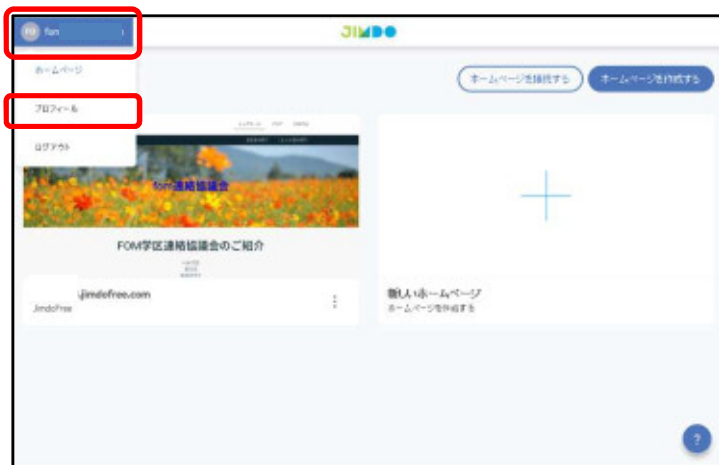 fom
JIMDO
ホームページ
ホームページを接続する
ホームページを作成する
プロフィール
ログアウト
fom連絡協議会
FOM学区連絡協議会のご紹介
.jimdofree.com
JimdoFree
新しいホームページ
ホームページを作成する
?